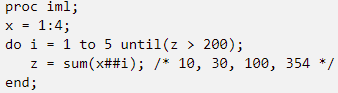 proc iml;
x = 1:4;
do i = 1 to 5 until(z > 200);
   z = sum(x##i); /* 10, 30, 100, 354 */
end;